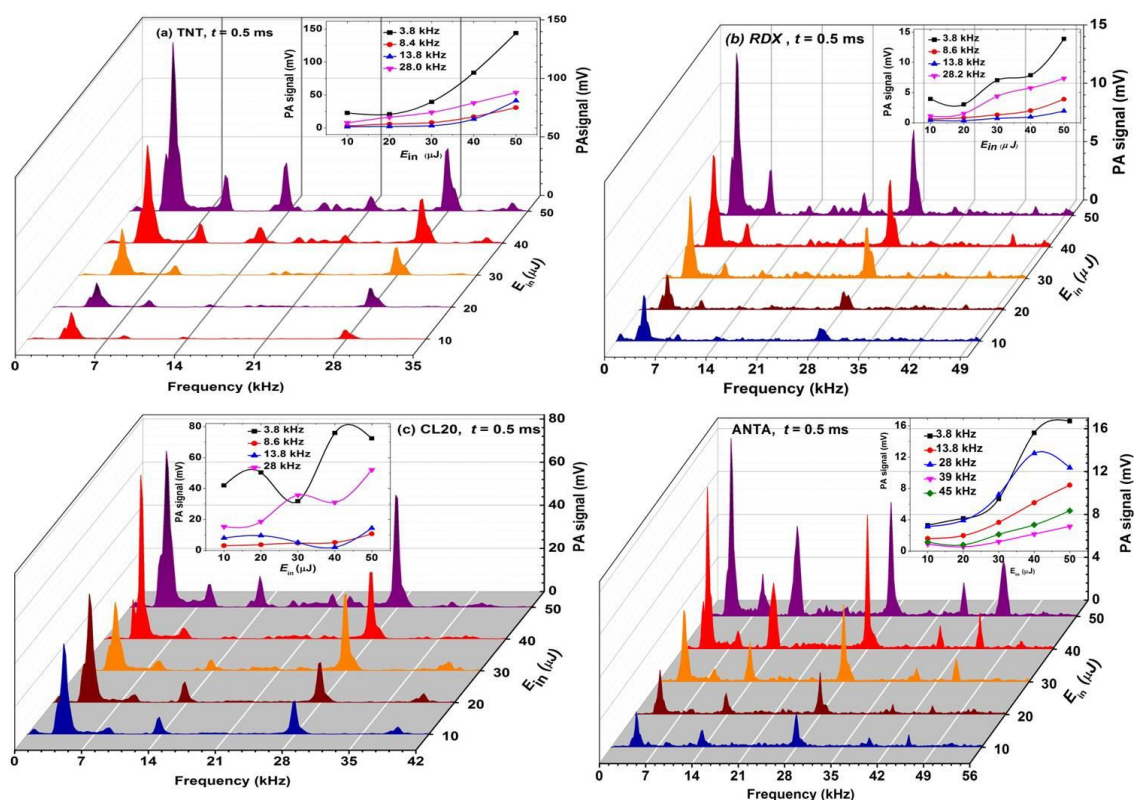 (a) TNT, t = 0.5 ms
150
100
50
0
PA signal (mV)
3.8 kHz
8.4 kHz
13.8 kHz
28.0 kHz
10 20 30 40 50
Ein (μJ)
150
100
50
0
PAsignal (mV)
50
40
30
20
10
Ein(μJ)
0 7 14 21 28 35
Frequency (kHz)
(b) RDX , t = 0.5 ms
15
10
5
0
PA signal (mV)
3.8 kHz
8.6 kHz
13.8 kHz
28.2 kHz
10 20 30 40 50
Ein (μ J)
15
10
5
0
PA signal (mV)
50
40
30
20
10
Ein(μJ)
0 7 14 21 28 35 42 49
Frequency (kHz)
(c) CL20, t = 0.5 ms
80
60
40
20
0
PA signal (mV)
3.8 kHz
8.6 kHz
13.8 kHz
28 kHz
10 20 30 40 50
Ein (μJ)
80
60
40
20
0
PA signal (mV)
50
40
30
20
10
Ein (μJ)
0 7 14 21 28 35 42
Frequency (kHz)
ANTA, t = 0.5 ms
16
12
8
4
0
PA signal (mV)
3.8 kHz
13.8 kHz
28 kHz
39 kHz
45 kHz
10 20 30 40 50
Ein (μJ)
16
12
8
4
0
PA signal (mV)
50
40
30
20
10
Ein (μJ)
0 7 14 21 28 35 42 49 56
Frequency (kHz)